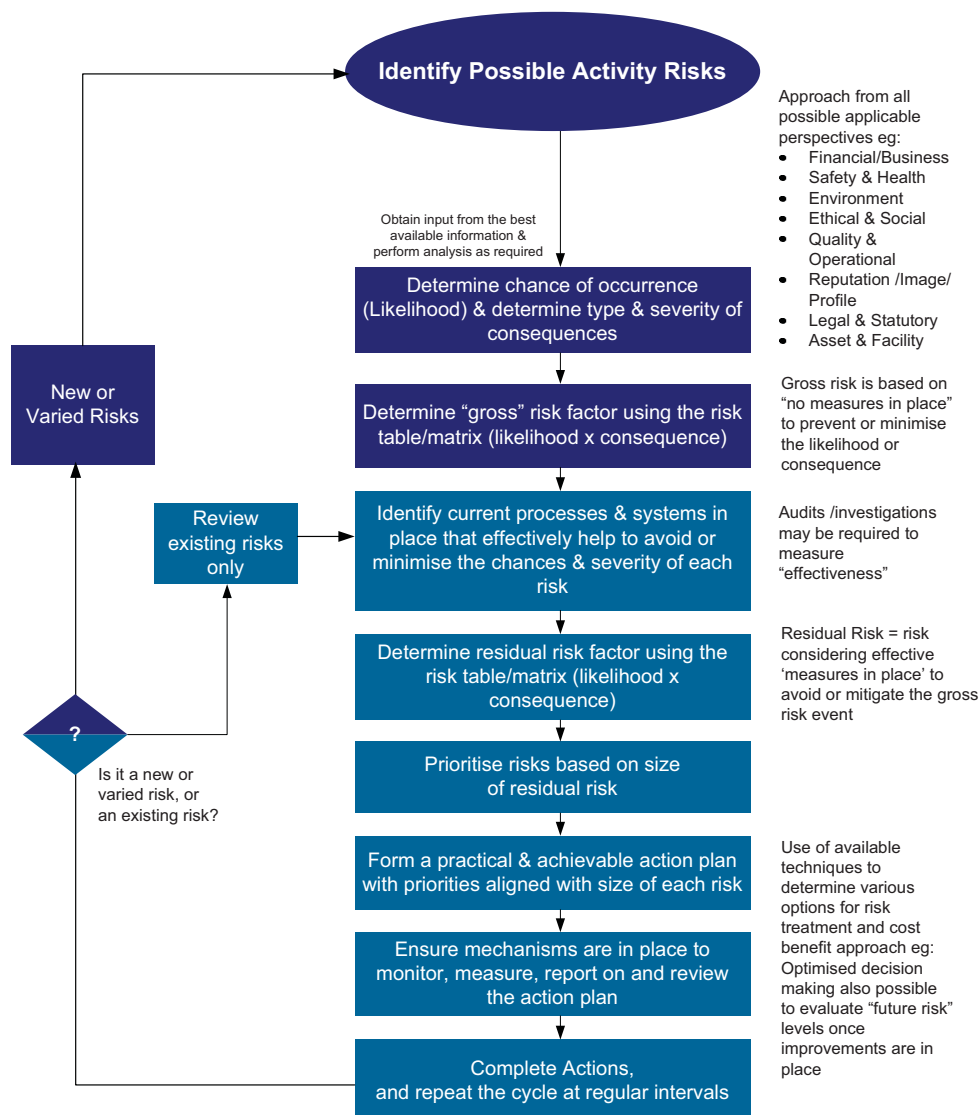 Identify Possible Activity Risks
Approach from all
possible applicable
perspectives eg:
• Financial/Business
• Safety & Health
• Environment
• Ethical & Social
• Quality &
Operational
• Reputation /Image/
Profile
• Legal & Statutory
• Asset & Facility
Obtain input from the best
available information &
perform analysis as required
Determine chance of occurrence
(Likelihood) & determine type & severity of
consequences
New or
Varied Risks
Determine “gross” risk factor using the risk
table/matrix (likelihood x consequence)
Gross risk is based on
“no measures in place”
to prevent or minimise
the likelihood or
consequence
Review
existing risks
only
Identify current processes & systems in
place that effectively help to avoid or
minimise the chances & severity of each
risk
Audits /investigations
may be required to
measure
“effectiveness”
Determine residual risk factor using the
risk table/matrix (likelihood x
consequence)
Residual Risk = risk
considering effective
‘measures in place’ to
avoid or mitigate the gross
risk event
?
Is it a new or
varied risk, or
an existing risk?
Prioritise risks based on size
of residual risk
Form a practical & achievable action plan
with priorities aligned with size of each risk
Use of available
techniques to
determine various
options for risk
treatment and cost
benefit approach eg:
Optimised decision
making also possible
to evaluate “future risk”
levels once
improvements are in
place
Ensure mechanisms are in place to
monitor, measure, report on and review
the action plan
Complete Actions,
and repeat the cycle at regular intervals